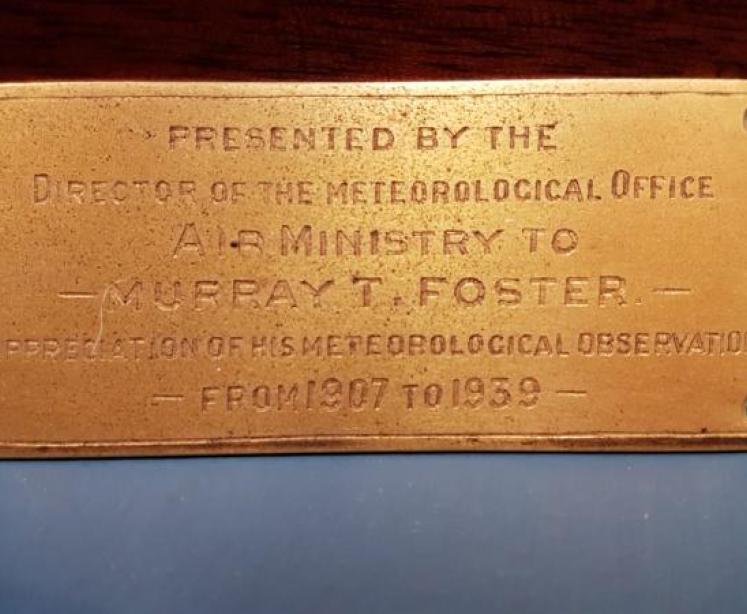 PRESENTED BY THE
DIRECTOR OF THE METEOROLOGICAL OFFICE
AIR MINISTRY TO
—MURRAY T. FOSTER.—
PPRECIATION OF HIS METEOROLOGICAL OBSERVATIO
— FROM 1907 TO 1939 —